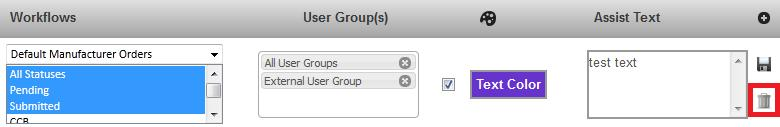 Workflows User Group(s) Assist Text
Default Manufacturer Orders
All Statuses
Pending
Submitted
CCB
All User Groups
External User Group
Text Color
test text